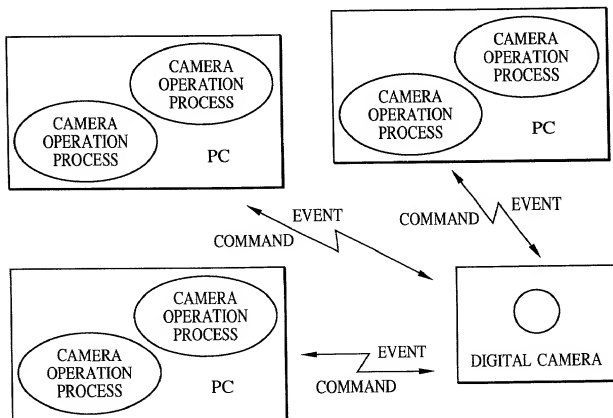 CAMERA
OPERATION
PROCESS
CAMERA
OPERATION
PROCESS
PC
CAMERA
OPERATION
PROCESS
CAMERA
OPERATION
PROCESS
PC
EVENT
COMMAND
EVENT
COMMAND
CAMERA
OPERATION
PROCESS
CAMERA
OPERATION
PROCESS
PC
EVENT
COMMAND
DIGITAL CAMERA